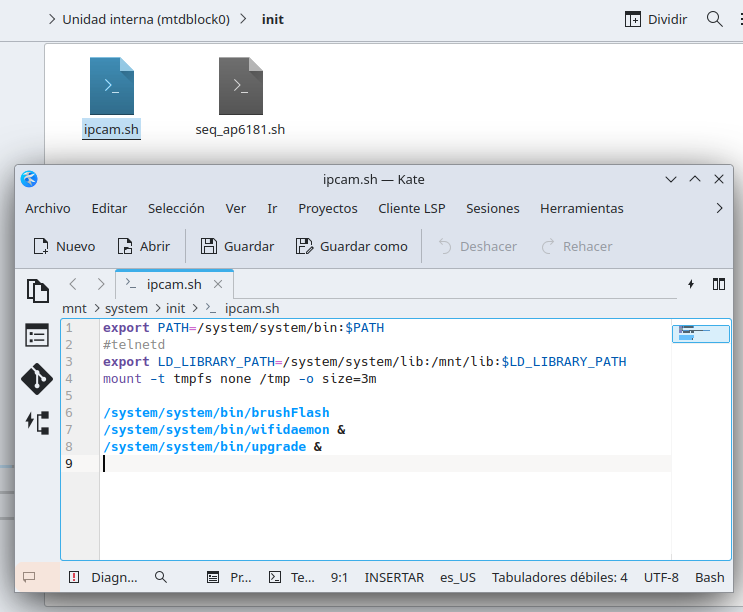 Unidad interna (mtdblock0) > init
Dividir
ipcam.sh
seq_ap6181.sh
ipcam.sh — Kate
Archivo Editar Selección Ver Ir Proyectos Cliente LSP Sesiones Herramientas
Nuevo Abrir Guardar Guardar como Deshacer Rehacer
ipcam.sh
mnt > system > init > ipcam.sh
1 export PATH=/system/system/bin:$PATH
2 #telnetd
3 export LD_LIBRARY_PATH=/system/system/lib:/mnt/lib:$LD_LIBRARY_PATH
4 mount -t tmpfs none /tmp -o size=3m
5
6 /system/system/bin/brushFlash
7 /system/system/bin/wifidaemon &
8 /system/system/bin/upgrade &
9
Diagn... Pr... Te... 9:1 INSERTAR es_US Tabuladores débiles: 4 UTF-8 Bash